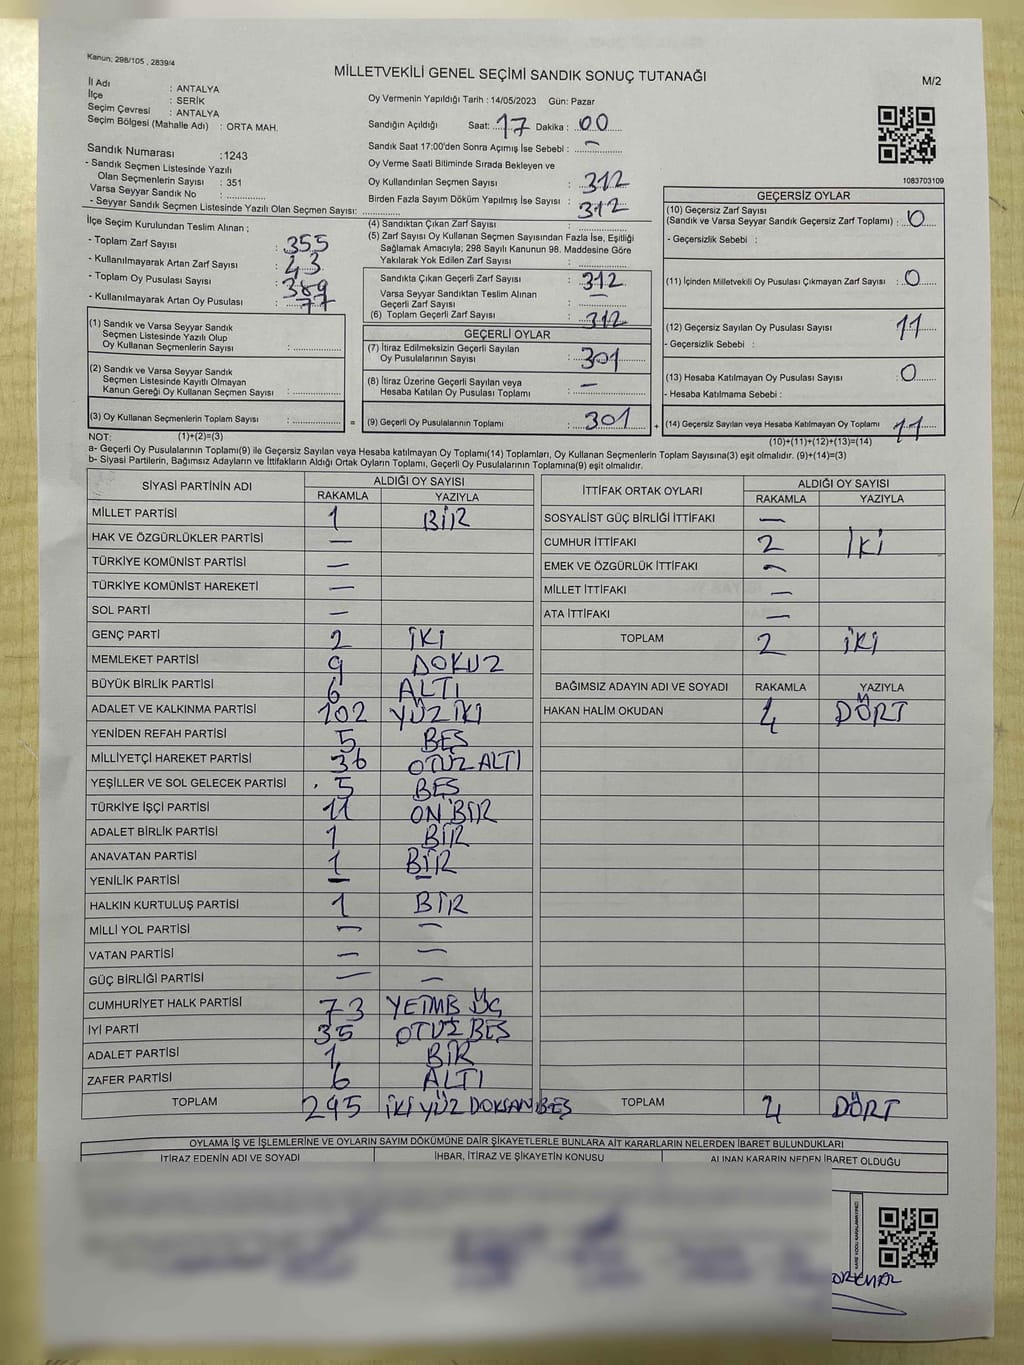 Kanun; 298/105 , 2839/4
MİLLETVEKİLİ GENEL SEÇİMİ SANDIK SONUÇ TUTANAĞI
M/2
İl Adı : ANTALYA
İlçe : SERİK
Seçim Çevresi : ANTALYA
Seçim Bölgesi (Mahalle Adı) : ORTA MAH.
Oy Vermenin Yapıldığı Tarih : 14/05/2023 Gün: Pazar
Sandığın Açıldığı Saat: 17 Dakika : 00
Sandık Saat 17:00'den Sonra Açımış İse Sebebi : —
Oy Verme Saati Bitiminde Sırada Bekleyen ve
Oy Kullandırılan Seçmen Sayısı : 312
Birden Fazla Sayım Döküm Yapılmış İse Sayısı : 312
Sandık Numarası :1243
- Sandık Seçmen Listesinde Yazılı
Olan Seçmenlerin Sayısı : 351
Varsa Seyyar Sandık No :
- Seyyar Sandık Seçmen Listesinde Yazılı Olan Seçmen Sayısı:
1083703109
İlçe Seçim Kurulundan Teslim Alınan ;
- Toplam Zarf Sayısı : 355
- Kullanılmayarak Artan Zarf Sayısı : 43
- Toplam Oy Pusulası Sayısı : 389
- Kullanılmayarak Artan Oy Pusulası : 77
(4) Sandıktan Çıkan Zarf Sayısı :
(5) Zarf Sayısı Oy Kullanan Seçmen Sayısından Fazla İse, Eşitliği
Sağlamak Amacıyla; 298 Sayılı Kanunun 98. Maddesine Göre
Yakılarak Yok Edilen Zarf Sayısı :
Sandıkta Çıkan Geçerli Zarf Sayısı : 312
Varsa Seyyar Sandıktan Teslim Alınan
Geçerli Zarf Sayısı : —
(6) Toplam Geçerli Zarf Sayısı : 312
GEÇERLİ OYLAR
(7) İtiraz Edilmeksizin Geçerli Sayılan
Oy Pusulalarının Sayısı : 301
(8) İtiraz Üzerine Geçerli Sayılan veya
Hesaba Katılan Oy Pusulaları Toplamı : —
(9) Geçerli Oy Pusulalarının Toplamı : 301
GEÇERSİZ OYLAR
(10) Geçersiz Zarf Sayısı
(Sandık ve Varsa Seyyar Sandık Geçersiz Zarf Toplamı) : 0
- Geçersizlik Sebebi :
(11) İçinden Milletvekili Oy Pusulası Çıkmayan Zarf Sayısı : 0
(12) Geçersiz Sayılan Oy Pusulası Sayısı 11
- Geçersizlik Sebebi :
(13) Hesaba Katılmayan Oy Pusulası Sayısı : 0
- Hesaba Katılmama Sebebi :
(14) Geçersiz Sayılan veya Hesaba Katılmayan Oy Toplamı : 11
(10)+(11)+(12)+(13)=(14)
(1) Sandık ve Varsa Seyyar Sandık
Seçmen Listesinde Yazılı Olup
Oy Kullanan Seçmenlerin Sayısı :
(2) Sandık ve Varsa Seyyar Sandık
Seçmen Listesinde Kayıtlı Olmayan
Kanun Gereği Oy Kullanan Seçmen Sayısı :
(3) Oy Kullanan Seçmenlerin Toplam Sayısı : =
+
NOT: (1)+(2)=(3)
a- Geçerli Oy Pusulalarının Toplamı(9) ile Geçersiz Sayılan veya Hesaba katılmayan Oy Toplamı(14) Toplamları, Oy Kullanan Seçmenlerin Toplam Sayısına(3) eşit olmalıdır. (9)+(14)=(3)
b- Siyasi Partilerin, Bağımsız Adayların ve İttifakların Aldığı Ortak Oyların Toplamı, Geçerli Oy Pusulalarının Toplamına(9) eşit olmalıdır.
SİYASİ PARTİNİN ADI ALDIĞI OY SAYISI
RAKAMLA YAZIYLA
MİLLET PARTİSİ 1 BİR
HAK VE ÖZGÜRLÜKLER PARTİSİ —
TÜRKİYE KOMÜNİST PARTİSİ —
TÜRKİYE KOMÜNİST HAREKETİ —
SOL PARTİ —
GENÇ PARTİ 2 İKİ
MEMLEKET PARTİSİ 9 DOKUZ
BÜYÜK BİRLİK PARTİSİ 6 ALTI
ADALET VE KALKINMA PARTİSİ 102 YÜZ İKİ
YENİDEN REFAH PARTİSİ 5 BEŞ
MİLLİYETÇİ HAREKET PARTİSİ 36 OTUZ ALTI
YEŞİLLER VE SOL GELECEK PARTİSİ 5 BEŞ
TÜRKİYE İŞÇİ PARTİSİ 11 ON BİR
ADALET BİRLİK PARTİSİ 1 BİR
ANAVATAN PARTİSİ 1 BİR
YENİLİK PARTİSİ — —
HALKIN KURTULUŞ PARTİSİ 1 BİR
MİLLİ YOL PARTİSİ — —
VATAN PARTİSİ — —
GÜÇ BİRLİĞİ PARTİSİ — —
CUMHURİYET HALK PARTİSİ 73 YETMİŞ ÜÇ
İYİ PARTİ 35 OTUZ BEŞ
ADALET PARTİSİ 1 BİR
ZAFER PARTİSİ 6 ALTI
TOPLAM 295 İKİ YÜZ DOKSAN BEŞ
İTTİFAK ORTAK OYLARI ALDIĞI OY SAYISI
RAKAMLA YAZIYLA
SOSYALİST GÜÇ BİRLİĞİ İTTİFAKI —
CUMHUR İTTİFAKI 2 İKİ
EMEK VE ÖZGÜRLÜK İTTİFAKI —
MİLLET İTTİFAKI —
ATA İTTİFAKI —
TOPLAM 2 İKİ
BAĞIMSIZ ADAYIN ADI VE SOYADI RAKAMLA YAZIYLA
HAKAN HALİM OKUDAN 4 DÖRT
TOPLAM 4 DÖRT
OYLAMA İŞ VE İŞLEMLERİNE VE OYLARIN SAYIM DÖKÜMÜNE DAİR ŞİKAYETLERLE BUNLARA AİT KARARLARIN NELERDEN İBARET BULUNDUKLARI
İTİRAZ EDENİN ADI VE SOYADI İHBAR, İTİRAZ VE ŞİKAYETİN KONUSU ALINAN KARARIN NEDEN İBARET OLDUĞU